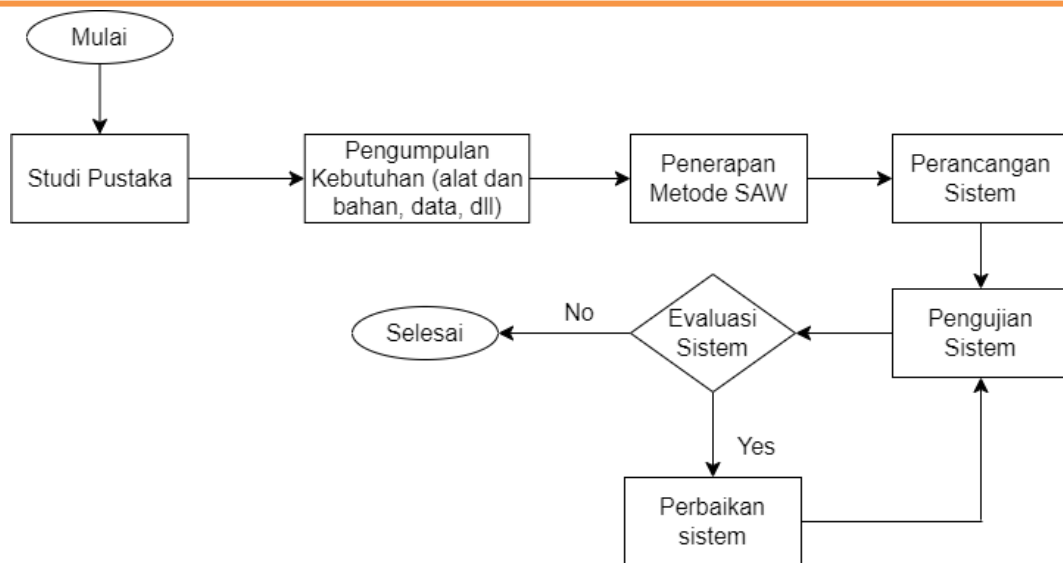 Mulai
Studi Pustaka
Pengumpulan
Kebutuhan (alat dan
bahan, data, dll)
Penerapan
Metode SAW
Perancangan
Sistem
Pengujian
Sistem
Evaluasi
Sistem
No
Selesai
Yes
Perbaikan
sistem